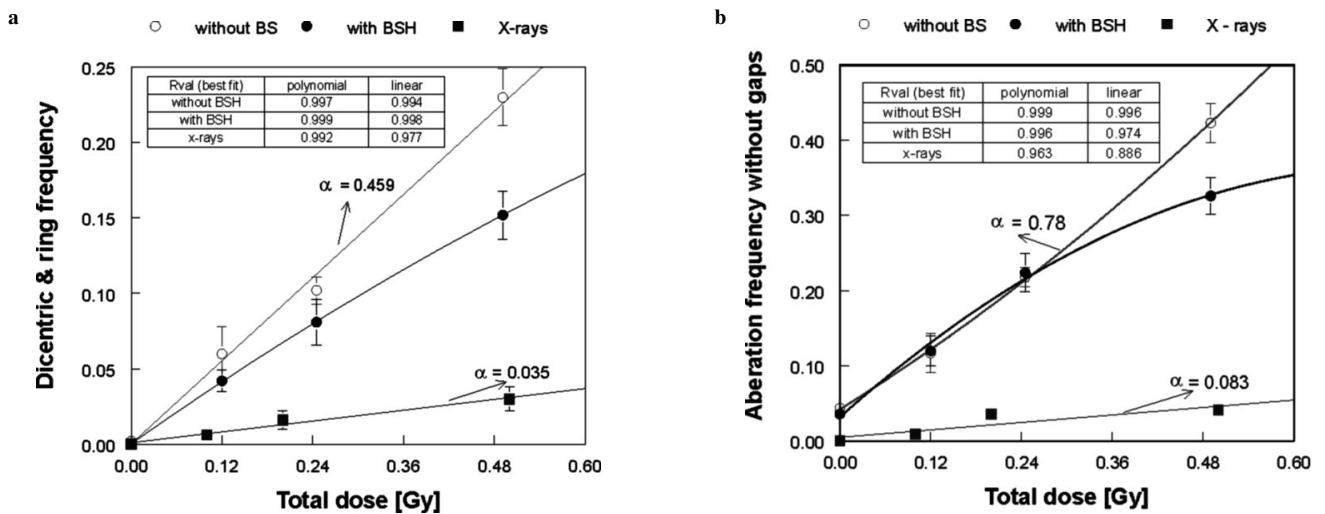 a
without BS with BSH X-rays
Dicentric & ring frequency
0.25
0.20
0.15
0.10
0.05
0.00
Rval (best fit) polynomial linear
without BSH 0.997 0.994
with BSH 0.999 0.998
x-rays 0.992 0.977
α = 0.459
α = 0.035
0.00 0.12 0.24 0.36 0.48 0.60
Total dose [Gy]
b
without BS with BSH X - rays
Aberation frequency without gaps
0.50
0.40
0.30
0.20
0.10
0.00
Rval (best fit) polynomial linear
without BSH 0.999 0.996
with BSH 0.996 0.974
x-rays 0.963 0.886
α = 0.78
α = 0.083
0.00 0.12 0.24 0.36 0.48 0.60
Total dose [Gy]